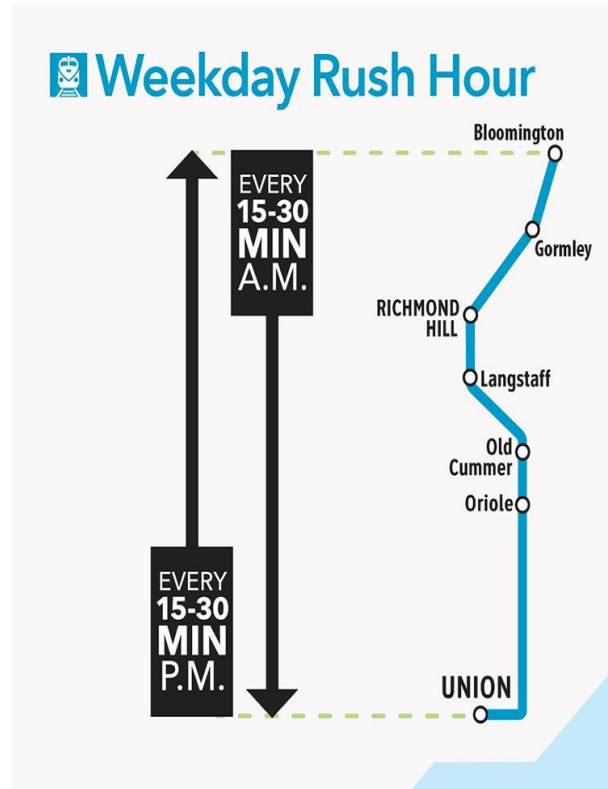 Weekday Rush Hour
Bloomington
EVERY
15-30
MIN
A.M.
Gormley
RICHMOND
HILL
Langstaff
Old
Cummer
Oriole
EVERY
15-30
MIN
P.M.
UNION